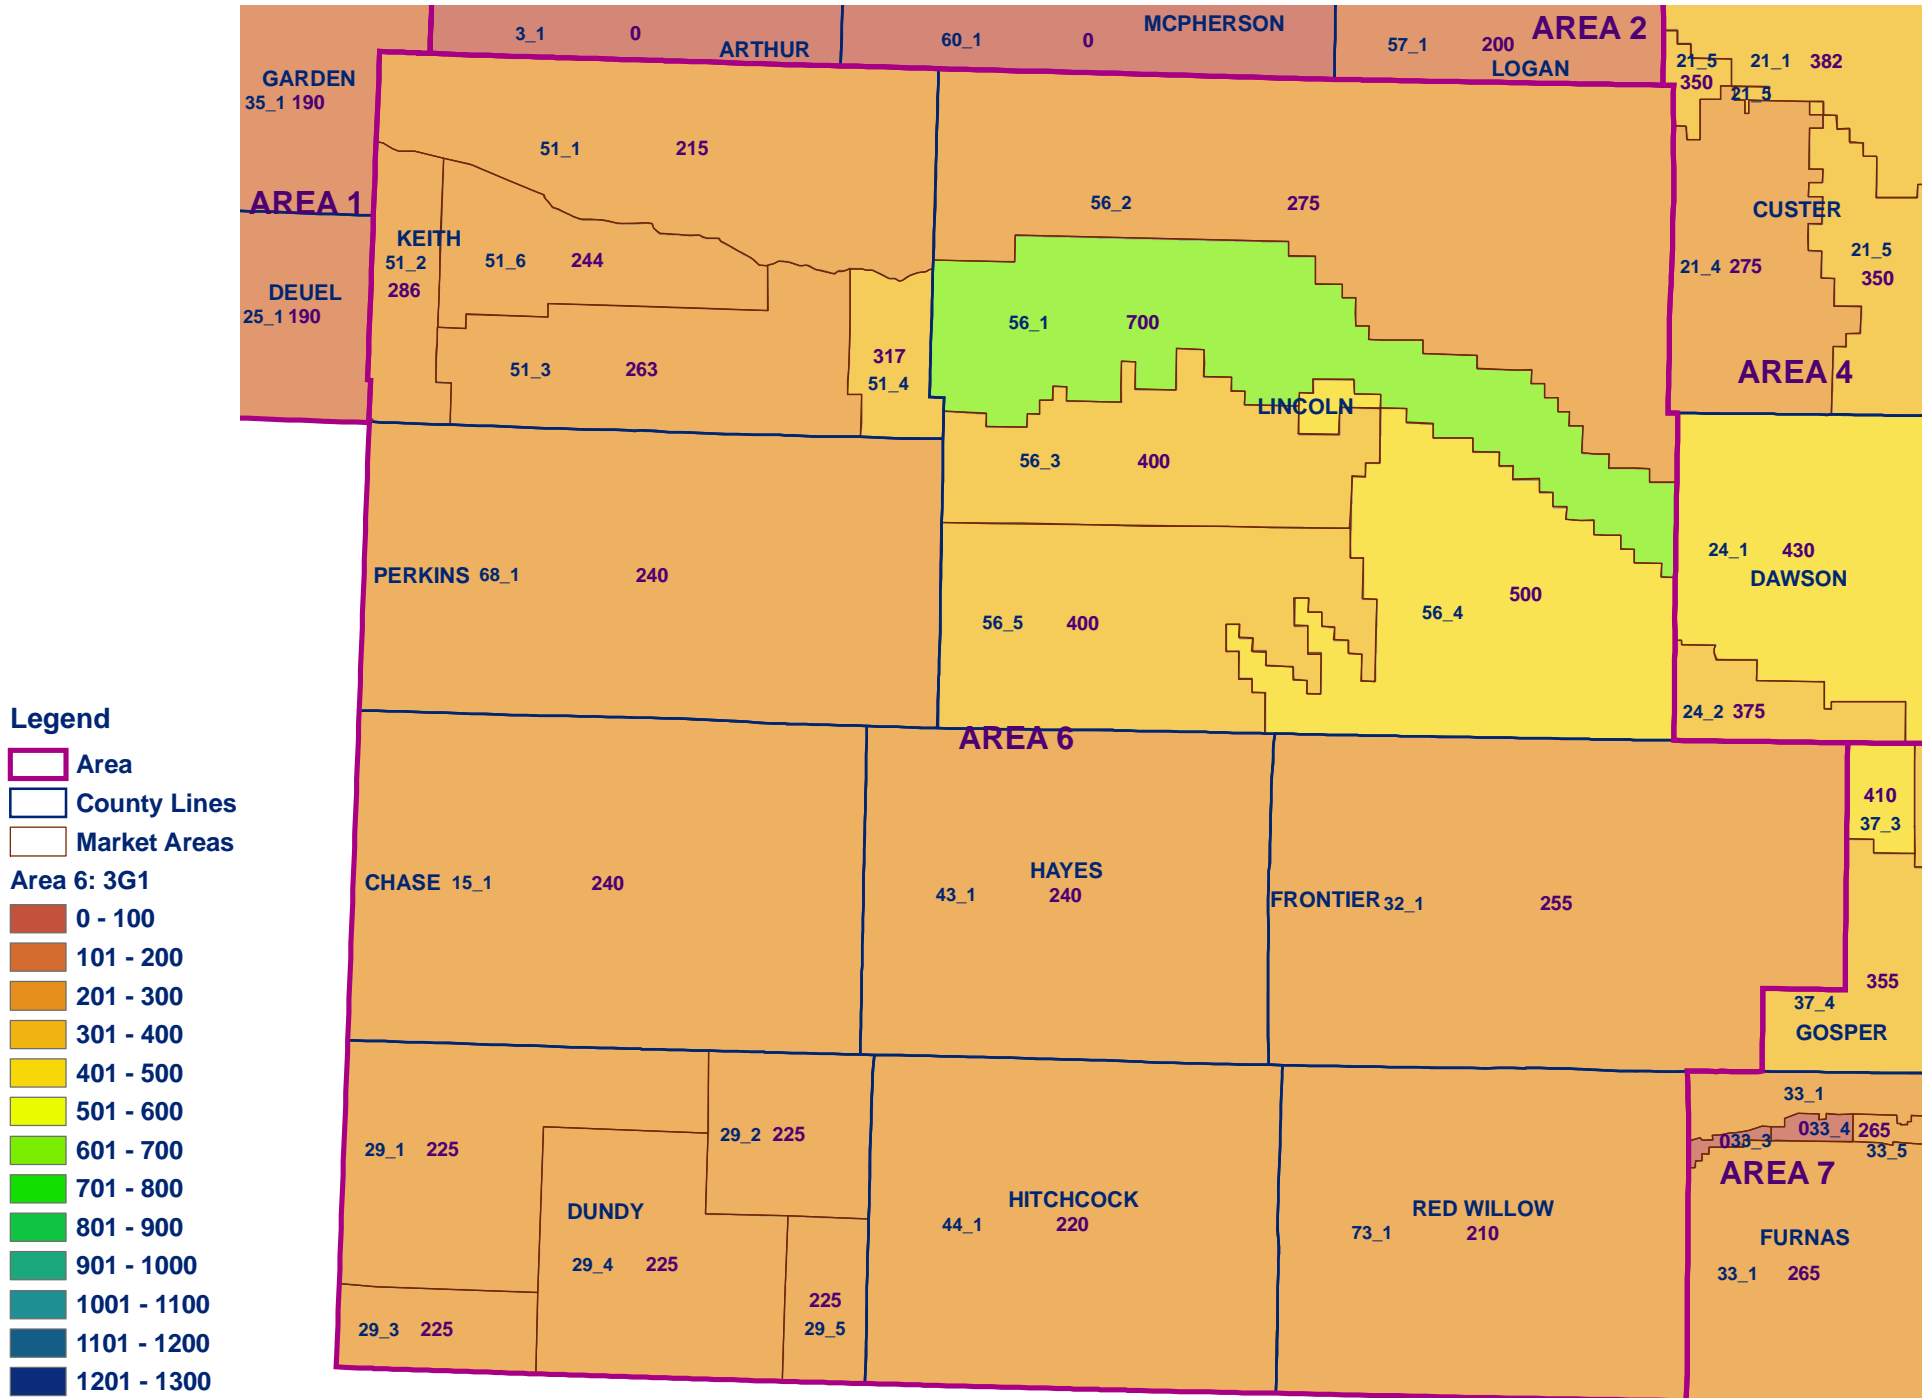 3_1 0 ARTHUR
60_1 0 MCPHERSON
57_1 200 AREA 2
LOGAN
GARDEN
35_1 190
21_5 21_1 382
350
21_5
51_1 215
AREA 1
56_2 275
CUSTER
KEITH
51_2
286
51_6 244
21_4 275
21_5
350
DEUEL
25_1 190
56_1 700
317
51_4
51_3 263
AREA 4
LINCOLN
56_3 400
24_1 430
DAWSON
PERKINS 68_1 240
56_5 400
56_4 500
24_2 375
AREA 6
410
37_3
CHASE 15_1 240
HAYES
43_1 240
FRONTIER 32_1 255
355
37_4
GOSPER
33_1
29_1 225
29_2 225
033_3 033_4 265
33_5
AREA 7
DUNDY
29_4 225
HITCHCOCK
44_1 220
RED WILLOW
73_1 210
FURNAS
33_1 265
29_3 225
225
29_5
Legend
Area
County Lines
Market Areas
Area 6: 3G1
0 - 100
101 - 200
201 - 300
301 - 400
401 - 500
501 - 600
601 - 700
701 - 800
801 - 900
901 - 1000
1001 - 1100
1101 - 1200
1201 - 1300